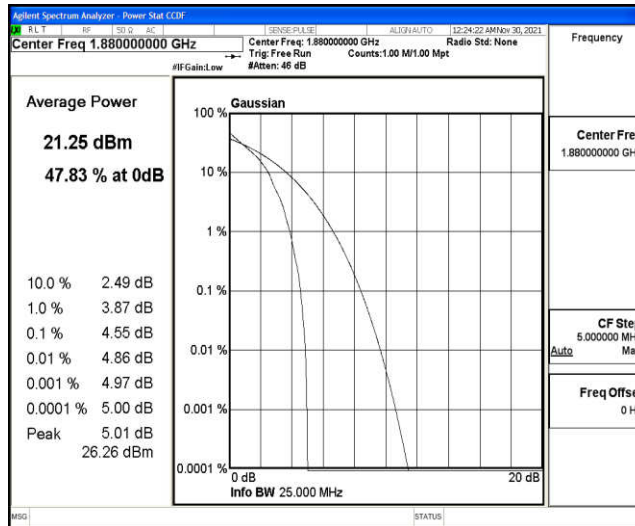 Agilent Spectrum Analyzer - Power Stat CCDF
RLT RF 50 Ω AC SENSE:PULSE ALIGN AUTO 12:24:22 AM Nov 30, 2021
Center Freq 1.880000000 GHz
Center Freq: 1.880000000 GHz Radio Std: None
Trig: Free Run Counts:1.00 M/1.00 Mpt
#IFGain:Low #Atten: 46 dB
Frequency
Average Power
21.25 dBm
47.83 % at 0dB
10.0 % 2.49 dB
1.0 % 3.87 dB
0.1 % 4.55 dB
0.01 % 4.86 dB
0.001 % 4.97 dB
0.0001 % 5.00 dB
Peak 5.01 dB
26.26 dBm
Gaussian
100 %
10 %
1 %
0.1 %
0.01 %
0.001 %
0.0001 %
0 dB 20 dB
Info BW 25.000 MHz
Center Fre
1.880000000 GH
CF Ste
5.000000 MH
Auto Ma
Freq Offse
0 H
MSG STATUS